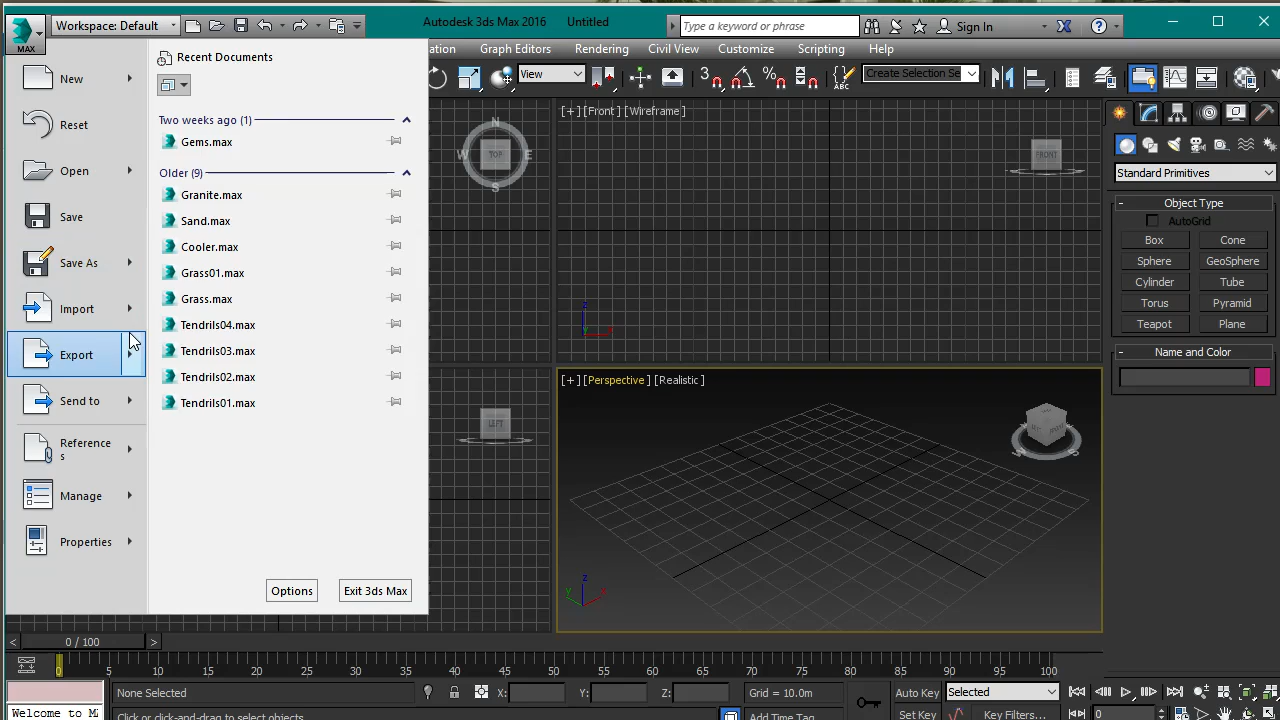 Workspace: Default
Autodesk 3ds Max 2016 Untitled
Type a keyword or phrase
Sign In
MAX
Graph Editors
Rendering
Civil View
Customize
Scripting
Help
View
Create Selection Se
ABC
New
Reset
Open
Save
Save As
Import
Export
Send to
Reference
s
Manage
Properties
Recent Documents
Two weeks ago (1)
Gems.max
Older (9)
Granite.max
Sand.max
Cooler.max
Grass01.max
Grass.max
Tendrils04.max
Tendrils03.max
Tendrils02.max
Tendrils01.max
Options
Exit 3ds Max
N
W
TOP
E
S
[+] [Front] [Wireframe]
FRONT
z
x
LEFT
[+] [Perspective] [Realistic]
z
y
x
Standard Primitives
- Object Type
AutoGrid
Box Cone
Sphere GeoSphere
Cylinder Tube
Torus Pyramid
Teapot Plane
- Name and Color
< 0 / 100 >
0 5 10 15 20 25 30 35 40 45 50 55 60 65 70 75 80 85 90 95 100
None Selected
X: Y: Z:
Grid = 10.0m
Auto Key
Selected
Welcome to M
Click or click-and-drag to select objects
Add Time Tag
Set Key
Key Filters...
0